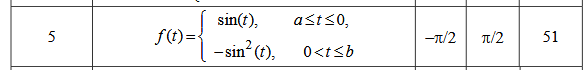 5 f(t)= { sin(t), a≤t≤0, −π/2 π/2 51
−sin²(t), 0<t≤b